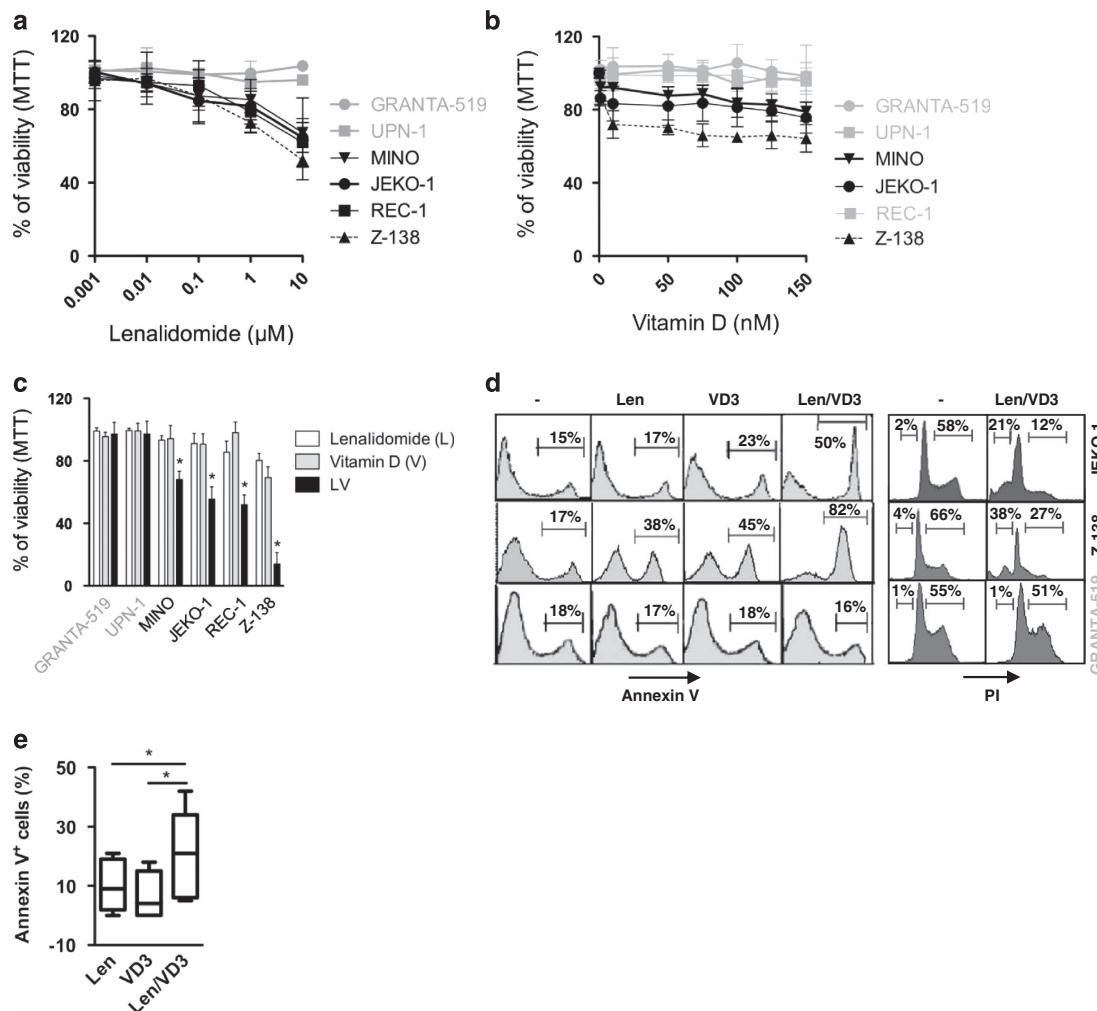 a
120
80
40
0
% of viability (MTT)
0.001
0.01
0.1
1
10
Lenalidomide (µM)
GRANTA-519
UPN-1
MINO
JEKO-1
REC-1
Z-138
b
120
80
40
0
% of viability (MTT)
0
50
100
150
Vitamin D (nM)
GRANTA-519
UPN-1
MINO
JEKO-1
REC-1
Z-138
c
120
80
40
0
% of viability (MTT)
* * * *
GRANTA-519
UPN-1
MINO
JEKO-1
REC-1
Z-138
Lenalidomide (L)
Vitamin D (V)
LV
d
- Len VD3 Len/VD3
15% 17% 23% 50%
17% 38% 45% 82%
18% 17% 18% 16%
Annexin V
- Len/VD3
2% 58% 21% 12%
4% 66% 38% 27%
1% 55% 1% 51%
PI
JEKO-1
Z-138
GRANTA-519
e
50
30
10
-10
Annexin V+ cells (%)
*
*
Len
VD3
Len/VD3